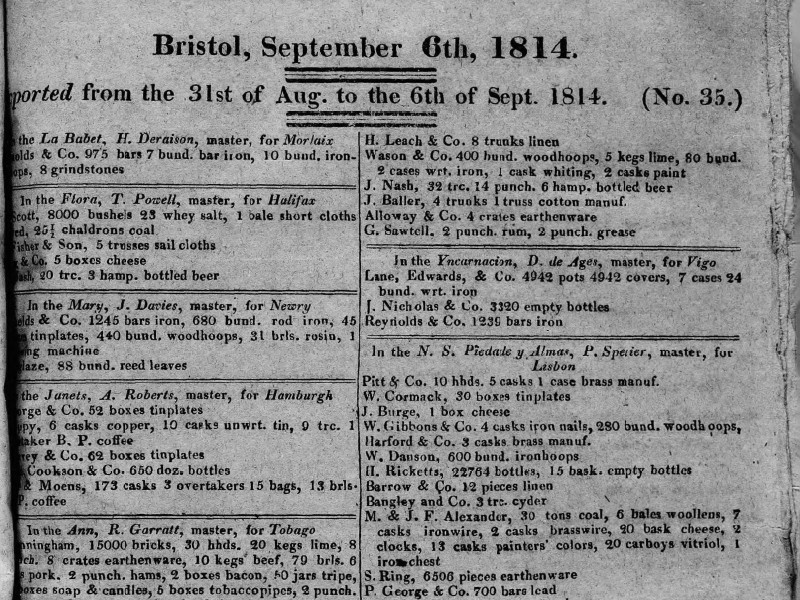 Bristol, September 6th, 1814.
ported from the 31st of Aug. to the 6th of Sept. 1814. (No. 35.)
the La Babet, H. Deraison, master, for Morlaix
olds & Co. 975 bars 7 bund. bar iron, 10 bund. iron-
ops, 8 grindstones
In the Flora, T. Powell, master, for Halifax
Scott, 8000 bushels 23 whey salt, 1 bale short cloths
ed, 25½ chaldrons coal
isher & Son, 5 trusses sail cloths
& Co. 5 boxes cheese
ash, 20 trc. 3 hamp. bottled beer
In the Mary, J. Davies, master, for Newry
olds & Co. 1245 bars iron, 680 bund. rod iron, 45
tinplates, 440 bund. woodhoops, 31 brls. rosin, 1
ng machine
laze, 88 bund. reed leaves
the Janets, A. Roberts, master, for Hamburgh
rge & Co. 52 boxes tinplates
py, 6 casks copper, 10 casks unwrt. tin, 9 trc. 1
taker B. P. coffee
ey & Co. 62 boxes tinplates
Cookson & Co. 650 doz. bottles
& Moens, 173 casks 3 overtakers 15 bags, 13 brls.
P. coffee
In the Ann, R. Garratt, master, for Tobago
ningham, 15000 bricks, 30 hhds. 20 kegs lime, 8
ch. 8 crates earthenware, 10 kegs beef, 79 brls. 6
s pork. 2 punch. hams, 2 boxes bacon, 50 jars tripe,
oxes soap & candles, 5 boxes tobaccopipes, 2 punch.
H. Leach & Co. 8 trunks linen
Wason & Co. 400 bund. woodhoops, 5 kegs lime, 80 bund.
2 cases wrt. iron, 1 cask whiting, 2 casks paint
J. Nash, 32 trc. 14 punch. 6 hamp. bottled beer
J. Baller, 4 trunks 1 truss cotton manuf.
Alloway & Co. 4 crates earthenware
G. Sawtell, 2 punch. rum, 2 punch. grease
In the Yncarnacion, D. de Ages, master, for Vigo
Lane, Edwards, & Co. 4942 pots 4942 covers, 7 cases 24
bund. wrt. iron
J. Nicholas & Co. 3320 empty bottles
Reynolds & Co. 1239 bars iron
In the N. S. Piedade y Almas, P. Speiier, master, for
Lisbon
Pitt & Co. 10 hhds. 5 casks 1 case brass manuf.
W. Cormack, 30 boxes tinplates
J. Burge, 1 box cheese
W. Gibbons & Co. 4 casks iron nails, 280 bund. woodhoops,
Harford & Co. 3 casks brass manuf.
W. Danson, 600 bund. ironhoops
H. Ricketts, 22764 bottles, 15 bask. empty bottles
Barrow & Co. 12 pieces linen
Bangley and Co. 3 trc. cyder
M. & J. F. Alexander, 30 tons coal, 6 bales woollens, 7
casks ironwire, 2 casks brasswire, 20 bask cheese, 2
clocks, 13 casks painters' colors, 20 carboys vitriol, 1
iron chest
S. Ring, 6506 pieces earthenware
P. George & Co. 700 bars lead